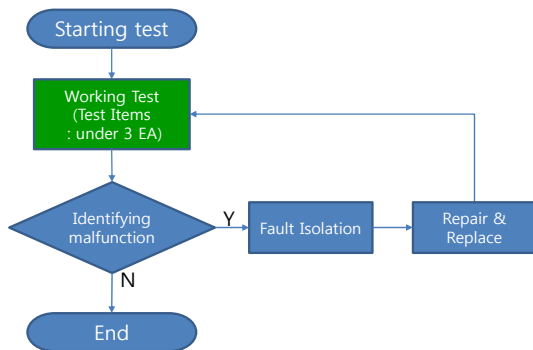 Starting test
Working Test
(Test Items
: under 3 EA)
Identifying
malfunction
Y
Fault Isolation
Repair &
Replace
N
End